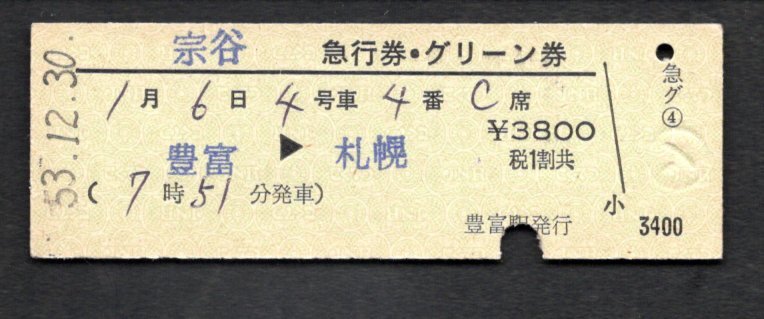 53.12.30.
宗谷 急行券・グリーン券
1月6日4号車4番C席
豊富▶札幌 ¥3800
税1割共
(7時51分発車)
豊富駅発行
小
急グ④
3400